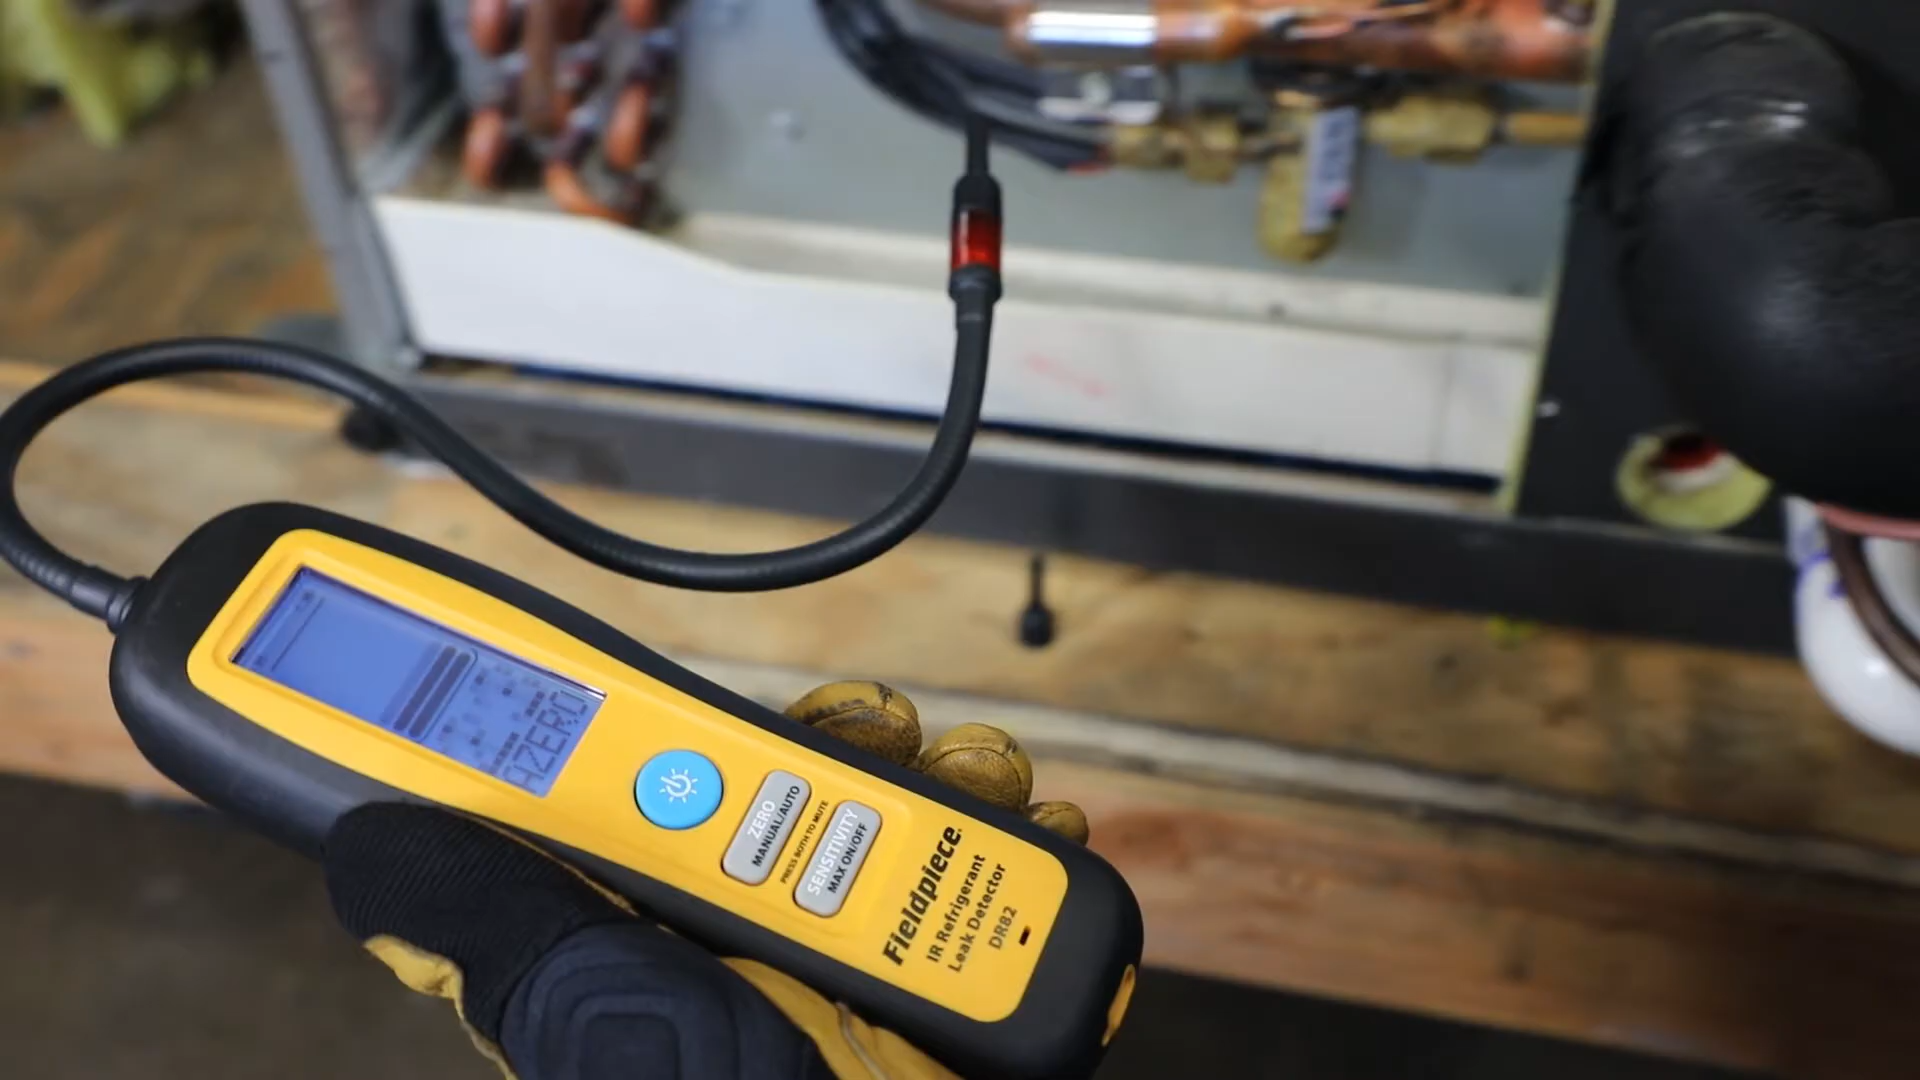 AZERO
ZERO
MANUAL/AUTO
PRESS BOTH TO MUTE
SENSITIVITY
MAX ON/OFF
Fieldpiece
IR Refrigerant
Leak Detector
DR82